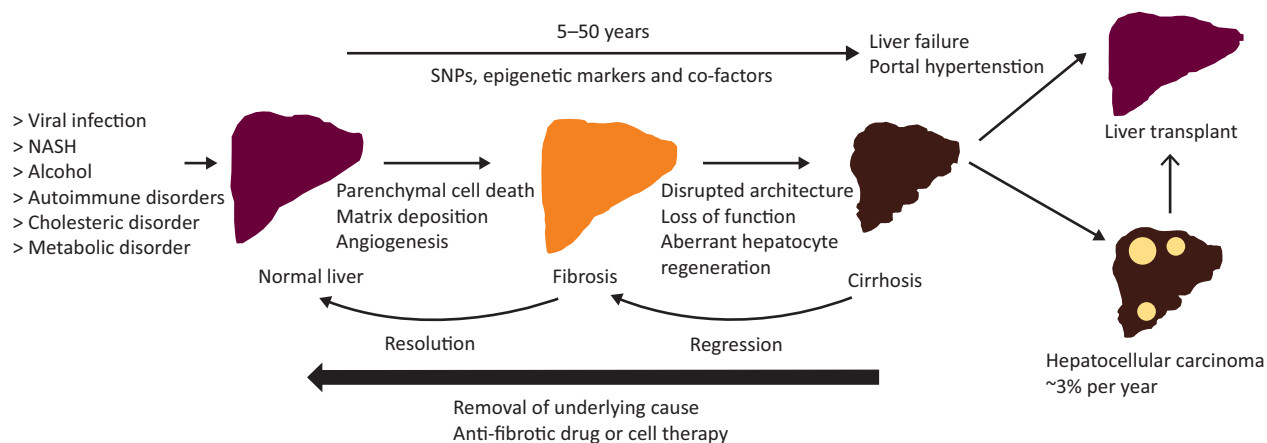 5–50 years
SNPs, epigenetic markers and co-factors
Liver failure
Portal hypertenstion
Liver transplant
> Viral infection
> NASH
> Alcohol
> Autoimmune disorders
> Cholesteric disorder
> Metabolic disorder
Parenchymal cell death
Matrix deposition
Angiogenesis
Disrupted architecture
Loss of function
Aberrant hepatocyte
regeneration
Normal liver
Fibrosis
Cirrhosis
Resolution
Regression
Hepatocellular carcinoma
~3% per year
Removal of underlying cause
Anti-fibrotic drug or cell therapy